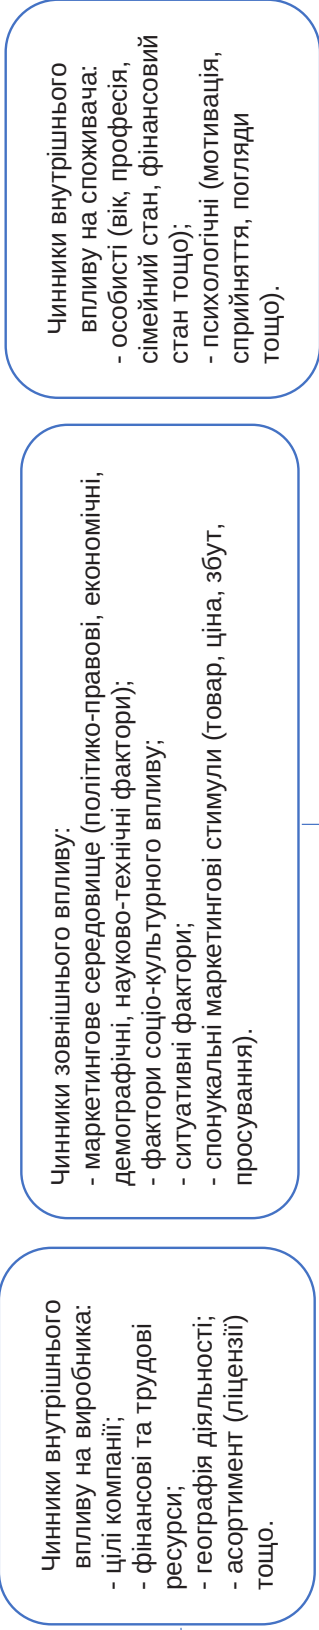 Чинники внутрішнього
впливу на виробника:
- цілі компанії;
- фінансові та трудові
ресурси;
- географія діяльності;
- асортимент (ліцензії)
тощо.
Чинники зовнішнього впливу:
- маркетингове середовище (політико-правові, економічні,
демографічні, науково-технічні фактори);
- фактори соціо-культурного впливу;
- ситуативні фактори;
- спонукальні маркетингові стимули (товар, ціна, збут,
просування).
Чинники внутрішнього
впливу на споживача:
- особисті (вік, професія,
сімейний стан, фінансовий
стан тощо);
- психологічні (мотивація,
сприйняття, погляди
тощо).